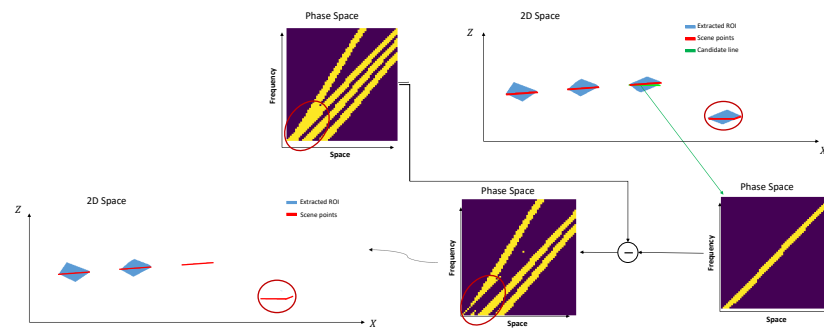 Phase Space
Frequency
Space
2D Space
Z
Extracted ROI
Scene points
Candidate line
X
2D Space
Z
Extracted ROI
Scene points
X
Phase Space
Frequency
Space
−
Phase Space
Frequency
Space